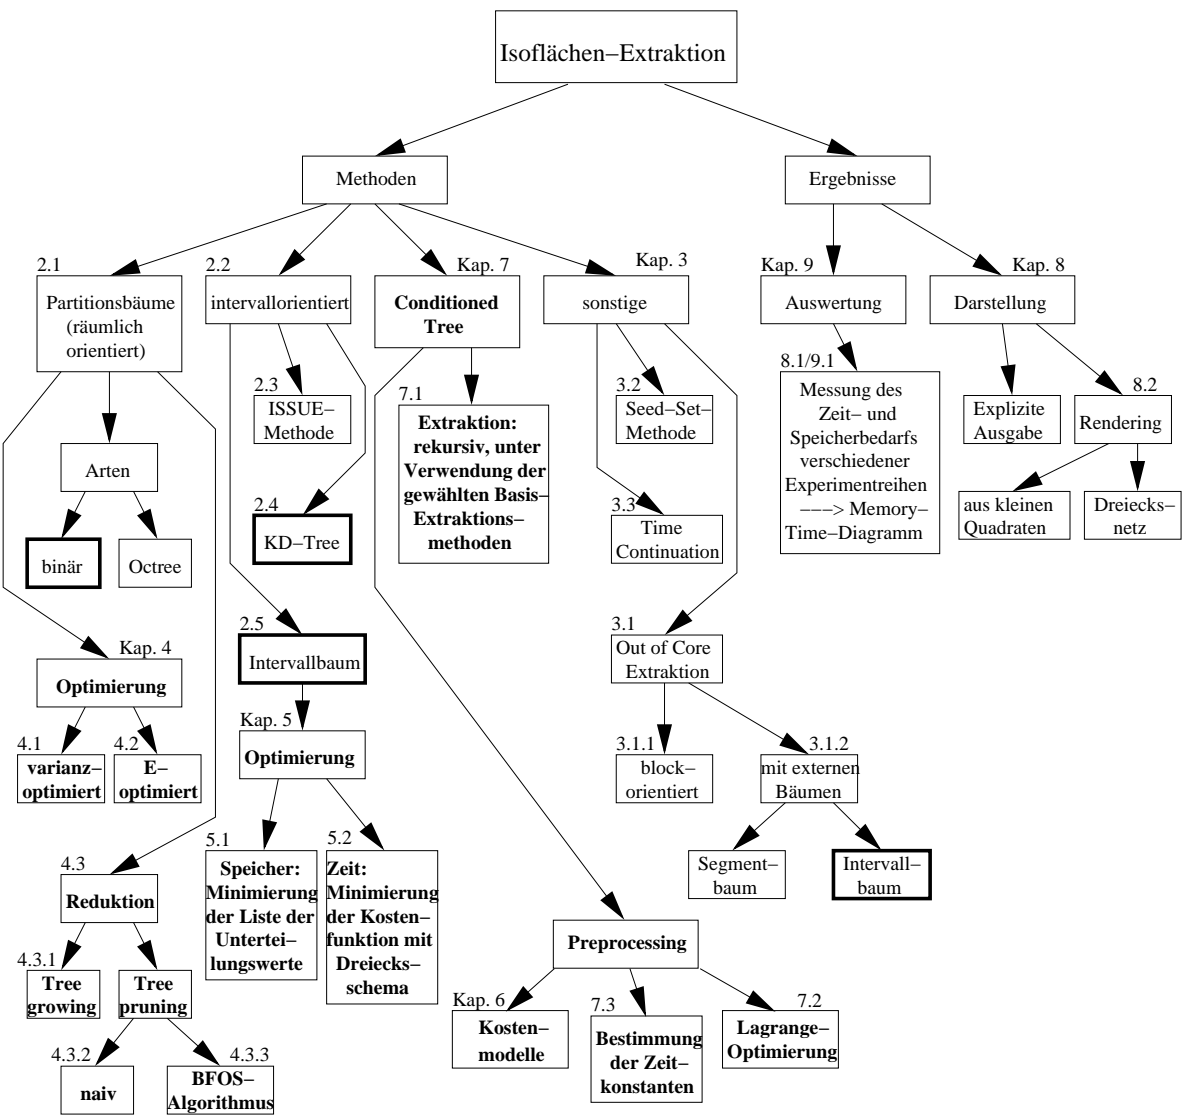 Isoflächen–Extraktion
Methoden
Ergebnisse
2.1
Partitionsbäume
(räumlich
orientiert)
2.2
intervallorientiert
Kap. 7
Conditioned
Tree
Kap. 3
sonstige
Kap. 9
Auswertung
Kap. 8
Darstellung
2.3
ISSUE–
Methode
7.1
Extraktion:
rekursiv, unter
Verwendung der
gewählten Basis–
Extraktions–
methoden
3.2
Seed–Set–
Methode
8.1/9.1
Messung des
Zeit– und
Speicherbedarfs
verschiedener
Experimentreihen
–––> Memory–
Time–Diagramm
Explizite
Ausgabe
8.2
Rendering
Arten
binär
Octree
2.4
KD–Tree
3.3
Time
Continuation
aus kleinen
Quadraten
Dreiecks–
netz
Kap. 4
Optimierung
2.5
Intervallbaum
3.1
Out of Core
Extraktion
4.1
varianz–
optimiert
4.2
E–
optimiert
Kap. 5
Optimierung
3.1.1
block–
orientiert
3.1.2
mit externen
Bäumen
4.3
Reduktion
5.1
Speicher:
Minimierung
der Liste der
Untertei–
lungswerte
5.2
Zeit:
Minimierung
der Kosten–
funktion mit
Dreiecks–
schema
Segment–
baum
Intervall–
baum
4.3.1
Tree
growing
Tree
pruning
Preprocessing
4.3.2
naiv
4.3.3
BFOS–
Algorithmus
Kap. 6
Kosten–
modelle
7.3
Bestimmung
der Zeit–
konstanten
7.2
Lagrange–
Optimierung